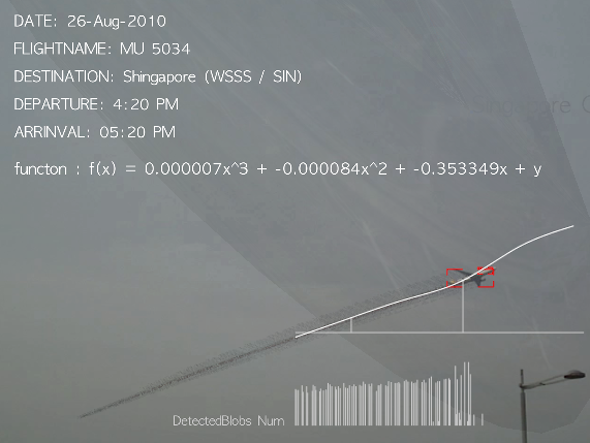 DATE: 26-Aug-2010
FLIGHTNAME: MU 5034
DESTINATION: Shingapore (WSSS / SIN)
DEPARTURE: 4:20 PM
ARRINVAL: 05:20 PM
functon : f(x) = 0.000007x^3 + -0.000084x^2 + -0.353349x + y
Singapore
DetectedBlobs Num